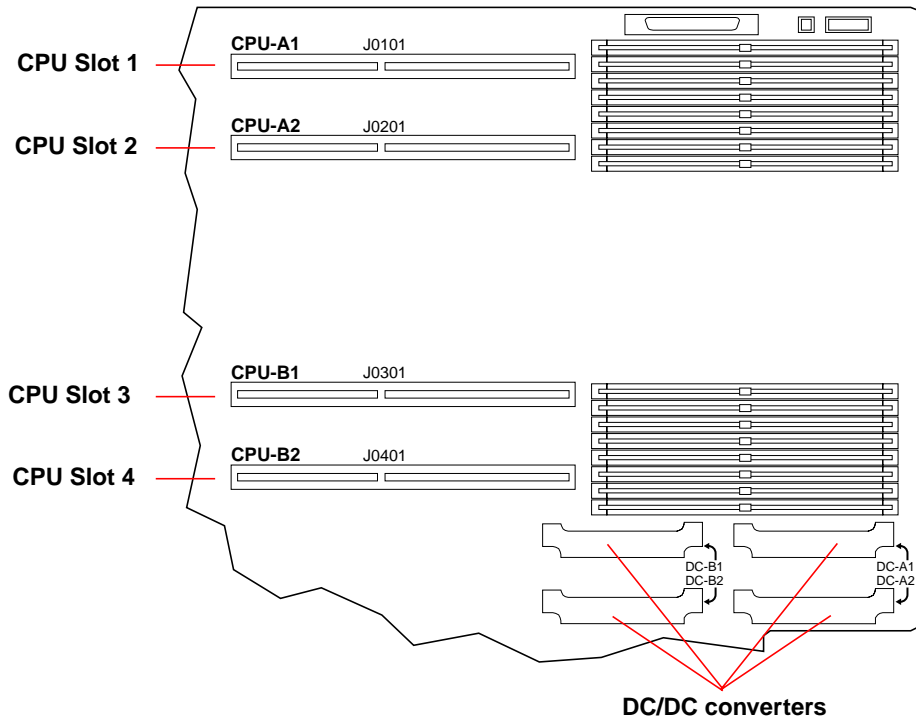 CPU-A1 J0101
CPU Slot 1
CPU-A2 J0201
CPU Slot 2
CPU-B1 J0301
CPU Slot 3
CPU-B2 J0401
CPU Slot 4
DC-B1
DC-B2
DC-A1
DC-A2
DC/DC converters